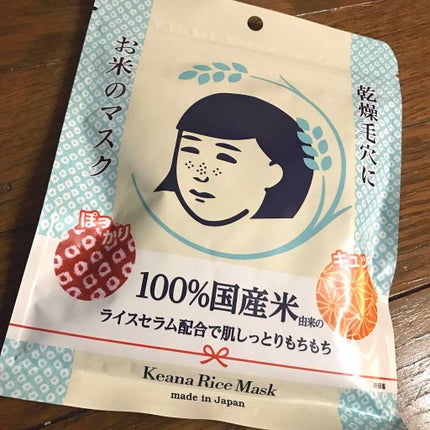 乾燥毛穴に
お米のマスク
ぽっかり
キュッ
100%国産米由来の
ライスセラム配合で肌しっとりもちもち
Keana Rice Mask
made in Japan